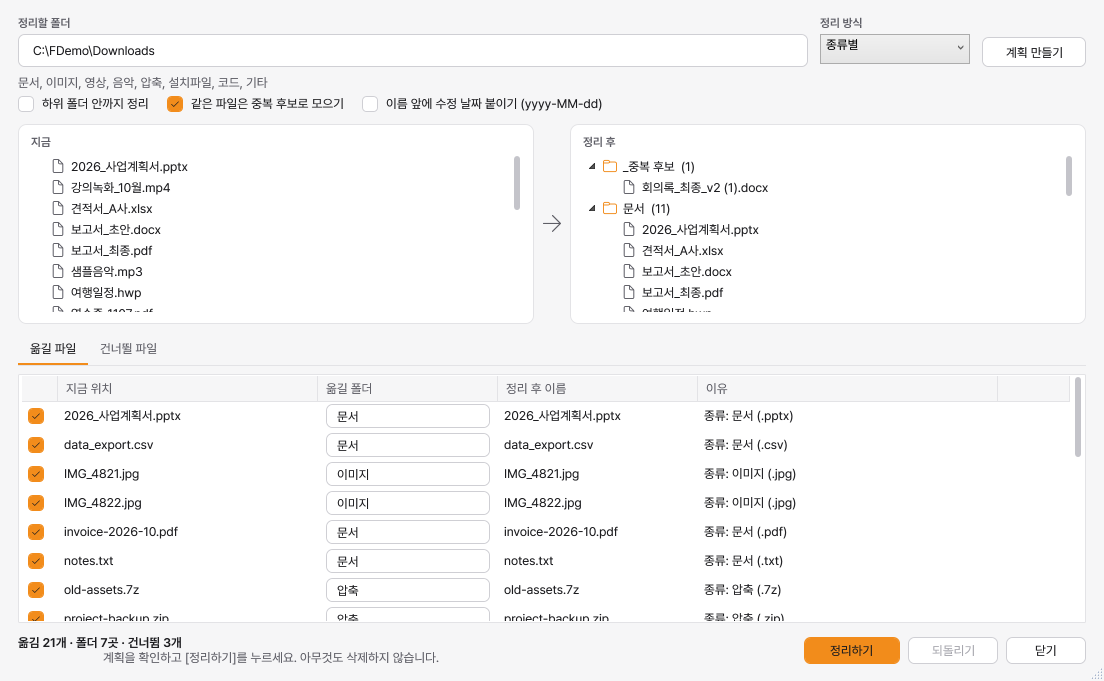 정리할 폴더
정리 방식
C:\FDemo\Downloads
종류별
계획 만들기
문서, 이미지, 영상, 음악, 압축, 설치파일, 코드, 기타
하위 폴더 안까지 정리
같은 파일은 중복 후보로 모으기
이름 앞에 수정 날짜 붙이기 (yyyy-MM-dd)
지금
2026_사업계획서.pptx
강의녹화_10월.mp4
견적서_A사.xlsx
보고서_초안.docx
보고서_최종.pdf
샘플음악.mp3
여행일정.hwp
정리 후
_중복 후보 (1)
회의록_최종_v2 (1).docx
문서 (11)
2026_사업계획서.pptx
견적서_A사.xlsx
보고서_초안.docx
보고서_최종.pdf
여행일정.hwp
옮길 파일 건너뛸 파일
지금 위치 옮길 폴더 정리 후 이름 이유
2026_사업계획서.pptx 문서 2026_사업계획서.pptx 종류: 문서 (.pptx)
data_export.csv 문서 data_export.csv 종류: 문서 (.csv)
IMG_4821.jpg 이미지 IMG_4821.jpg 종류: 이미지 (.jpg)
IMG_4822.jpg 이미지 IMG_4822.jpg 종류: 이미지 (.jpg)
invoice-2026-10.pdf 문서 invoice-2026-10.pdf 종류: 문서 (.pdf)
notes.txt 문서 notes.txt 종류: 문서 (.txt)
old-assets.7z 압축 old-assets.7z 종류: 압축 (.7z)
project-backup.zip 압축 project-backup.zip 종류: 압축 (.zip)
옮김 21개 · 폴더 7곳 · 건너뜀 3개
계획을 확인하고 [정리하기]를 누르세요. 아무것도 삭제하지 않습니다.
정리하기
되돌리기
닫기